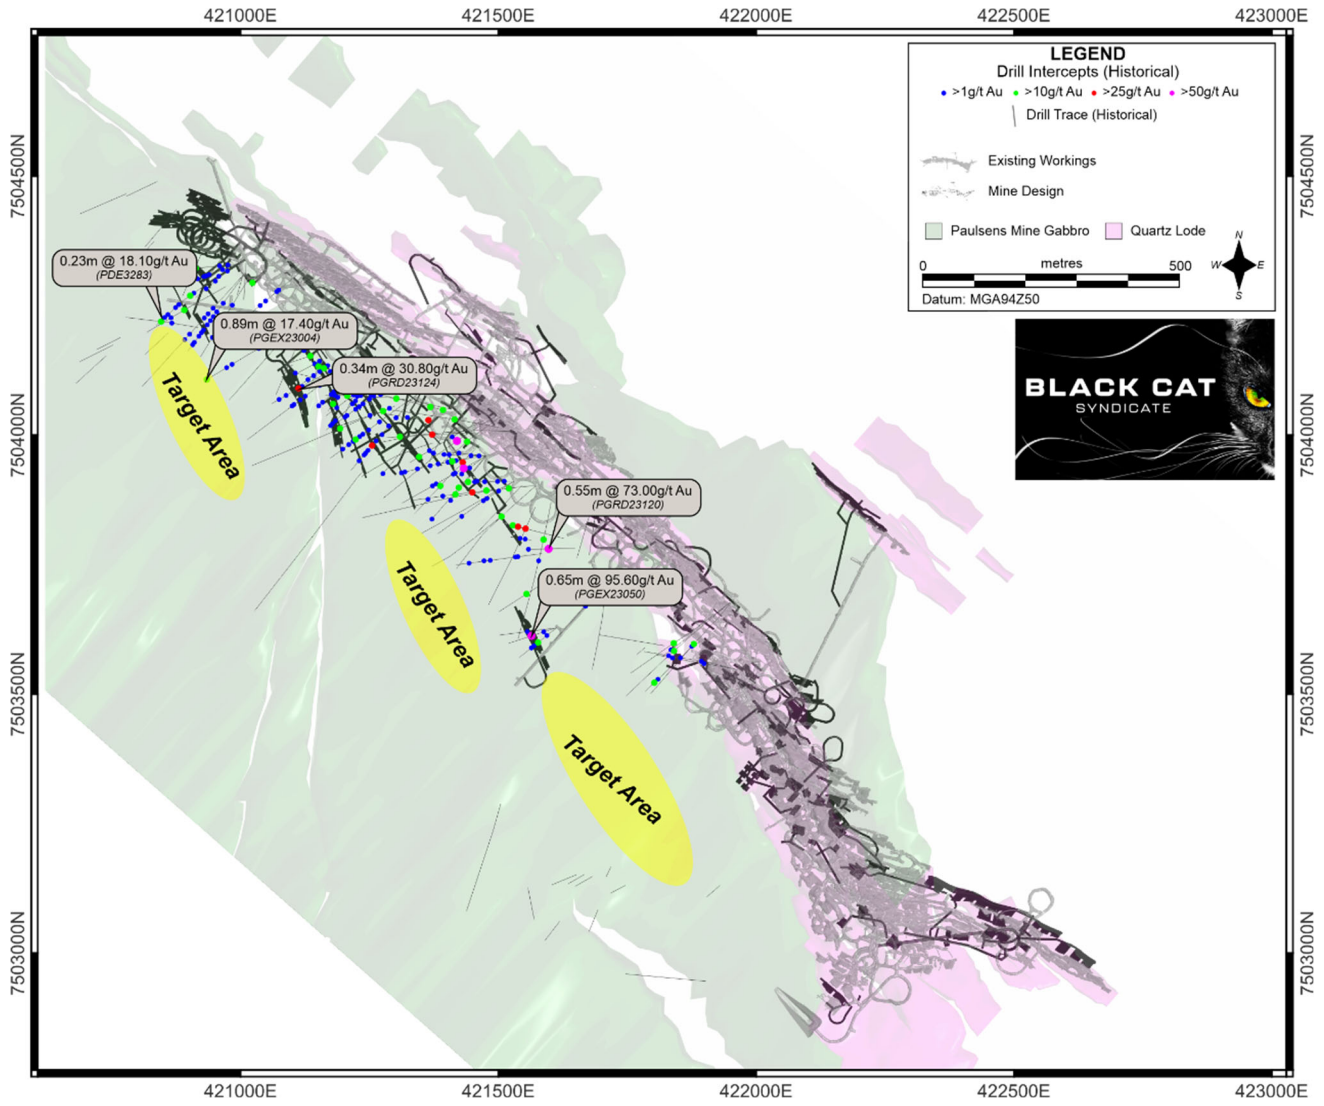 421000E 421500E 422000E 422500E 423000E
LEGEND
Drill Intercepts (Historical)
>1g/t Au >10g/t Au >25g/t Au >50g/t Au
Drill Trace (Historical)
Existing Workings
Mine Design
Paulsens Mine Gabbro Quartz Lode
0 metres 500
Datum: MGA94Z50
N
W E
S
BLACK CAT
SYNDICATE
7504500N 7504500N
0.23m @ 18.10g/t Au
(PDE3283)
0.89m @ 17.40g/t Au
(PGEX23004)
0.34m @ 30.80g/t Au
(PGRD23124)
Target Area
7504000N 7504000N
0.55m @ 73.00g/t Au
(PGRD23120)
0.65m @ 95.60g/t Au
(PGEX23050)
Target Area
7503500N 7503500N
Target Area
7503000N 7503000N
421000E 421500E 422000E 422500E 423000E